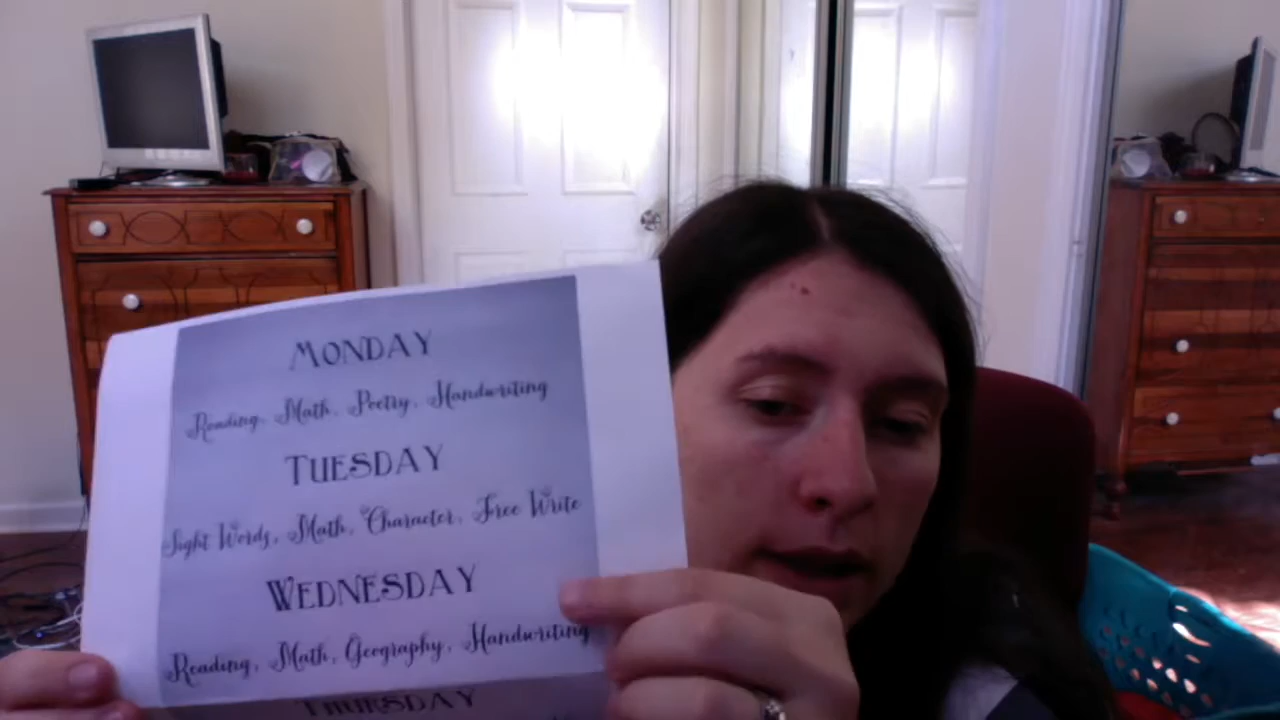 MONDAY
Reading, Math, Poetry, Handwriting
TUESDAY
Sight Words, Math, Character, Free Write
WEDNESDAY
Reading, Math, Geography, Handwriting
THURSDAY